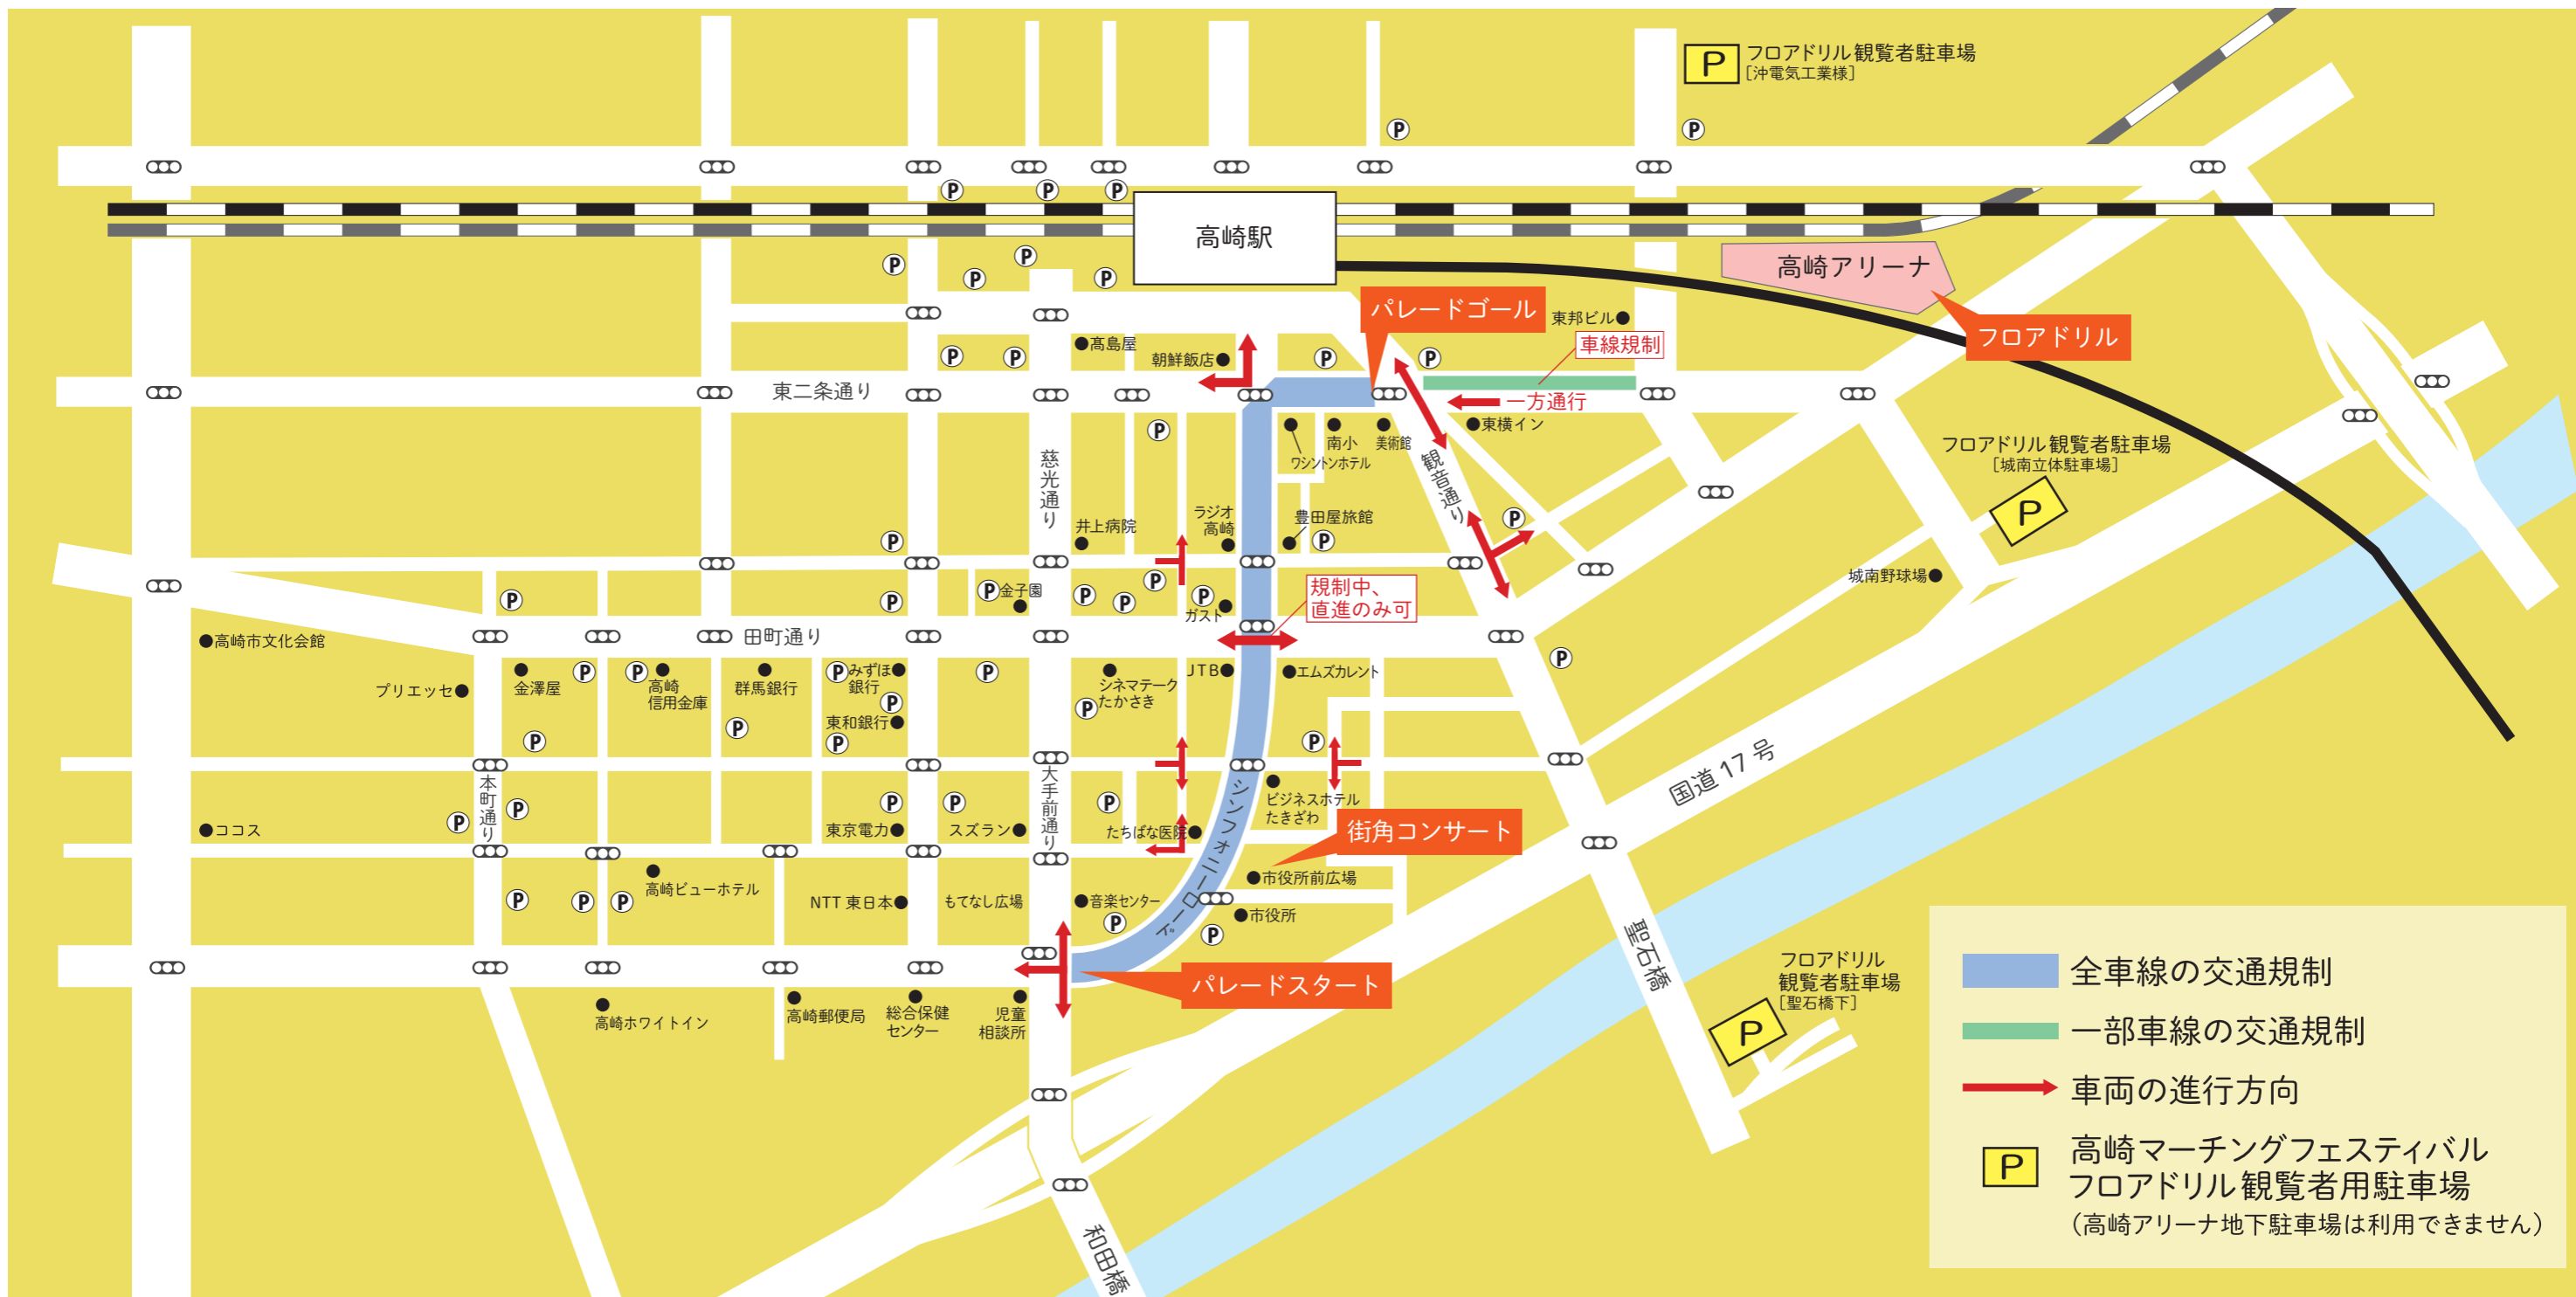 フロアドリル観覧者駐車場
[沖電気工業様]
P
高崎駅
高崎アリーナ
パレードゴール
東邦ビル
車線規制
フロアドリル
髙島屋
朝鮮飯店
東二条通り
一方通行
東横イン
ワシントンホテル
南小
美術館
観音通り
フロアドリル観覧者駐車場
[城南立体駐車場]
P
慈光通り
井上病院
ラジオ
高崎
豊田屋旅館
規制中、
直進のみ可
城南野球場
金子園
ガスト
高崎市文化会館
田町通り
プリエッセ
金澤屋
高崎
信用金庫
群馬銀行
みずほ
銀行
東和銀行
シネマテーク
たかさき
JTB
エムズカレント
国道17号
本町通り
大手前通り
シンフォニーロード
ビジネスホテル
たきざわ
ココス
東京電力
スズラン
たちばな医院
街角コンサート
高崎ビューホテル
NTT東日本
もてなし広場
音楽センター
市役所前広場
市役所
聖石橋
パレードスタート
高崎ホワイトイン
高崎郵便局
総合保健
センター
児童
相談所
和田橋
フロアドリル
観覧者駐車場
[聖石橋下]
P
全車線の交通規制
一部車線の交通規制
車両の進行方向
P
高崎マーチングフェスティバル
フロアドリル観覧者用駐車場
（高崎アリーナ地下駐車場は利用できません）